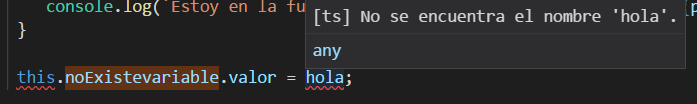 console.log(`Estoy en la fu
[ts] No se encuentra el nombre 'hola'.
}
any
this.noExistevariable.valor = hola;